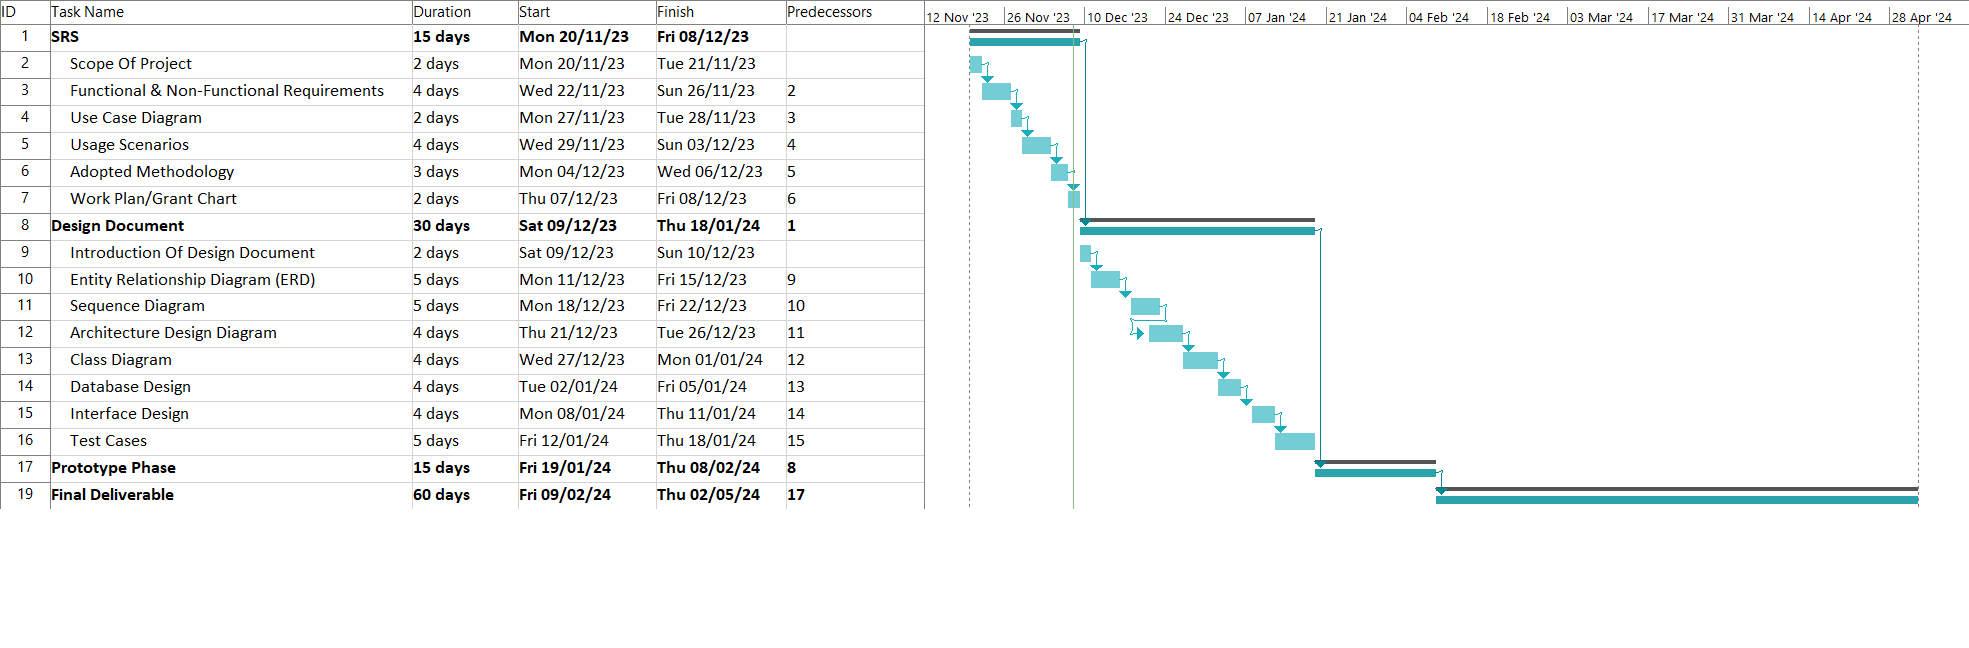 ID Task Name Duration Start Finish Predecessors 12 Nov '23 26 Nov '23 10 Dec '23 24 Dec '23 07 Jan '24 21 Jan '24 04 Feb '24 18 Feb '24 03 Mar '24 17 Mar '24 31 Mar '24 14 Apr '24 28 Apr '24
1 SRS 15 days Mon 20/11/23 Fri 08/12/23
2 Scope Of Project 2 days Mon 20/11/23 Tue 21/11/23
3 Functional & Non-Functional Requirements 4 days Wed 22/11/23 Sun 26/11/23 2
4 Use Case Diagram 2 days Mon 27/11/23 Tue 28/11/23 3
5 Usage Scenarios 4 days Wed 29/11/23 Sun 03/12/23 4
6 Adopted Methodology 3 days Mon 04/12/23 Wed 06/12/23 5
7 Work Plan/Grant Chart 2 days Thu 07/12/23 Fri 08/12/23 6
8 Design Document 30 days Sat 09/12/23 Thu 18/01/24 1
9 Introduction Of Design Document 2 days Sat 09/12/23 Sun 10/12/23
10 Entity Relationship Diagram (ERD) 5 days Mon 11/12/23 Fri 15/12/23 9
11 Sequence Diagram 5 days Mon 18/12/23 Fri 22/12/23 10
12 Architecture Design Diagram 4 days Thu 21/12/23 Tue 26/12/23 11
13 Class Diagram 4 days Wed 27/12/23 Mon 01/01/24 12
14 Database Design 4 days Tue 02/01/24 Fri 05/01/24 13
15 Interface Design 4 days Mon 08/01/24 Thu 11/01/24 14
16 Test Cases 5 days Fri 12/01/24 Thu 18/01/24 15
17 Prototype Phase 15 days Fri 19/01/24 Thu 08/02/24 8
19 Final Deliverable 60 days Fri 09/02/24 Thu 02/05/24 17